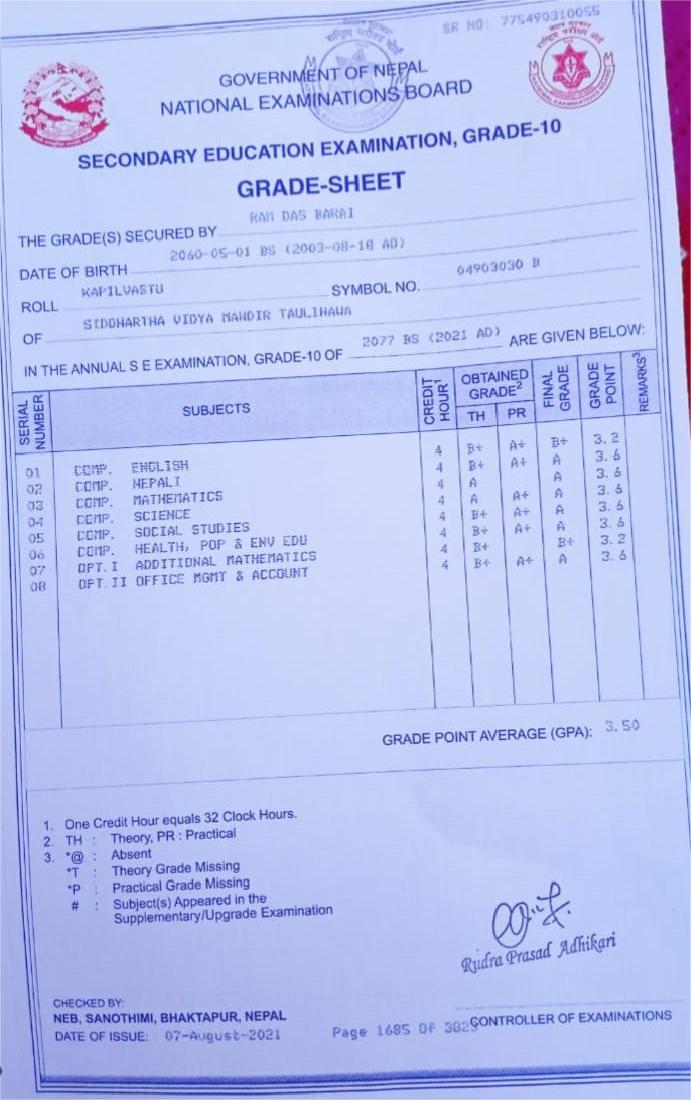 SR NO: 775490310055
GOVERNMENT OF NEPAL
NATIONAL EXAMINATIONS BOARD
SECONDARY EDUCATION EXAMINATION, GRADE-10
GRADE-SHEET
THE GRADE(S) SECURED BY RAM DAS BARAI
DATE OF BIRTH 2060-05-01 BS (2003-08-18 AD)
ROLL KAPILVASTU SYMBOL NO. 04903030 B
OF SIDDHARTHA VIDYA MANDIR TAULIHAWA
IN THE ANNUAL S E EXAMINATION, GRADE-10 OF 2077 BS (2021 AD) ARE GIVEN BELOW:
SERIAL NUMBER SUBJECTS CREDIT HOUR¹ OBTAINED GRADE² FINAL GRADE GRADE POINT REMARKS³
TH PR
01 COMP. ENGLISH 4 B+ A+ B+ 3.2
02 COMP. NEPALI 4 B+ A+ A 3.6
03 COMP. MATHEMATICS 4 A A 3.6
04 COMP. SCIENCE 4 A A+ A 3.6
05 COMP. SOCIAL STUDIES 4 B+ A+ A 3.6
06 COMP. HEALTH, POP & ENV EDU 4 B+ A+ A 3.6
07 OPT.I ADDITIONAL MATHEMATICS 4 B+ B+ 3.2
08 OPT.II OFFICE MGMT & ACCOUNT 4 B+ A+ A 3.6
GRADE POINT AVERAGE (GPA): 3.50
1. One Credit Hour equals 32 Clock Hours.
2. TH : Theory, PR : Practical
3. *@ : Absent
*T : Theory Grade Missing
*P : Practical Grade Missing
# : Subject(s) Appeared in the
Supplementary/Upgrade Examination
Rudra Prasad Adhikari
CHECKED BY:
NEB, SANOTHIMI, BHAKTAPUR, NEPAL
CONTROLLER OF EXAMINATIONS
DATE OF ISSUE: 07-August-2021 Page 1685 Of